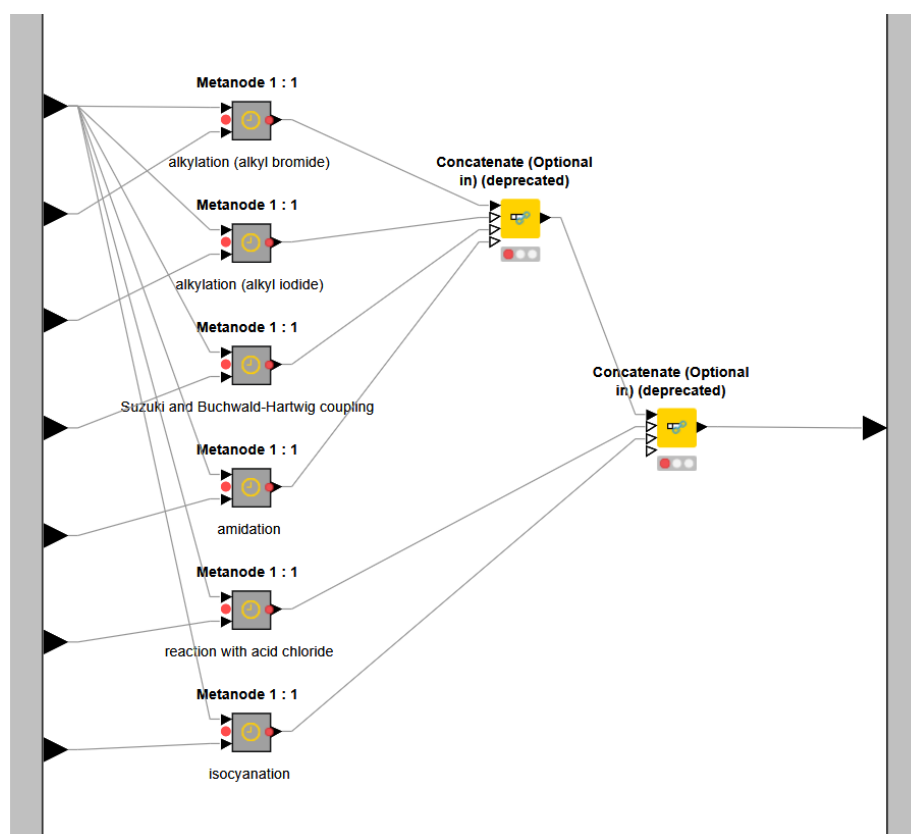 Metanode 1 : 1
alkylation (alkyl bromide)
Concatenate (Optional
in) (deprecated)
Metanode 1 : 1
alkylation (alkyl iodide)
Metanode 1 : 1
Suzuki and Buchwald-Hartwig coupling
Concatenate (Optional
in) (deprecated)
Metanode 1 : 1
amidation
Metanode 1 : 1
reaction with acid chloride
Metanode 1 : 1
isocyanation